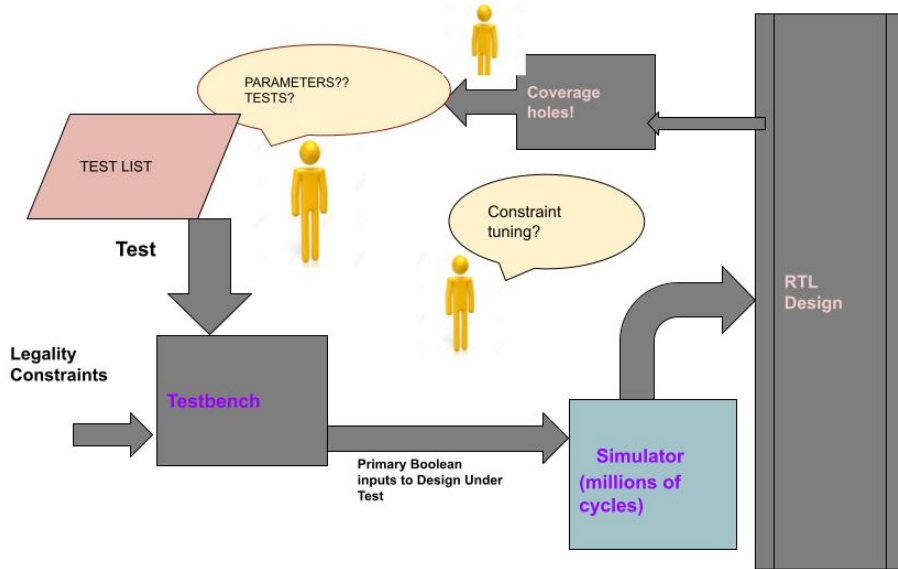 PARAMETERS??
TESTS?
Coverage
holes!
TEST LIST
Constraint
tuning?
Test
RTL
Design
Legality
Constraints
Testbench
Primary Boolean
inputs to Design Under
Test
Simulator
(millions of
cycles)